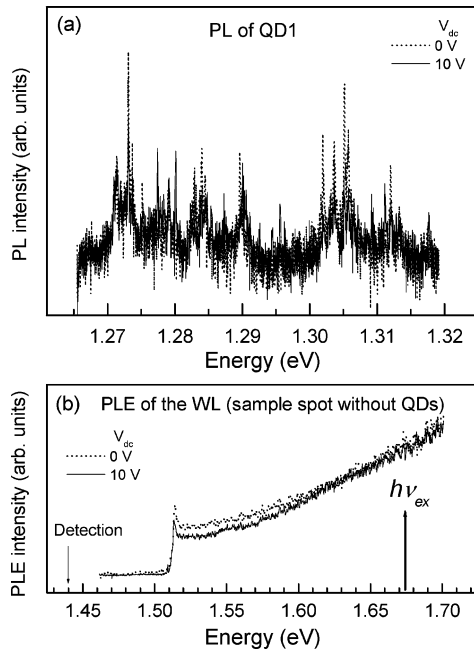 (a)
PL of QD1
V_dc
0 V
10 V
PL intensity (arb. units)
1.27 1.28 1.29 1.30 1.31 1.32
Energy (eV)
(b)
PLE of the WL (sample spot without QDs)
V_dc
0 V
10 V
Detection
hν_ex
PLE intensity (arb. units)
1.45 1.50 1.55 1.60 1.65 1.70
Energy (eV)